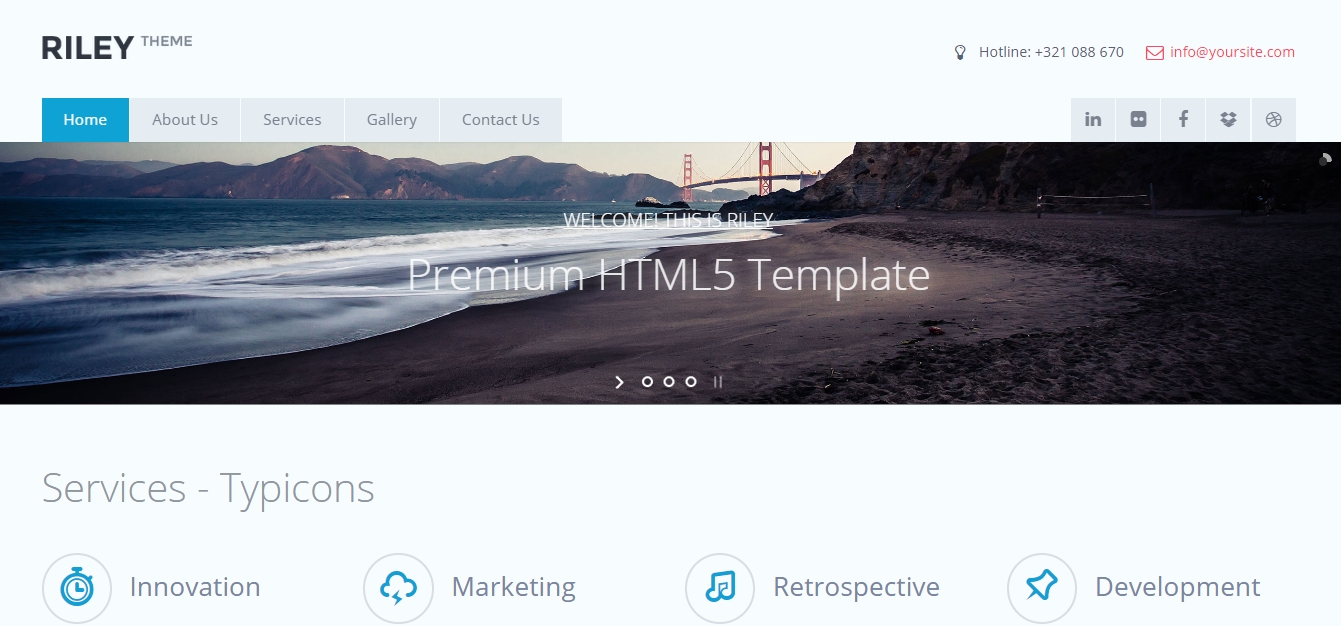 RILEY THEME
Hotline: +321 088 670 info@yoursite.com
Home About Us Services Gallery Contact Us
WELCOME! THIS IS RILEY
Premium HTML5 Template
Services - Typicons
Innovation Marketing Retrospective Development